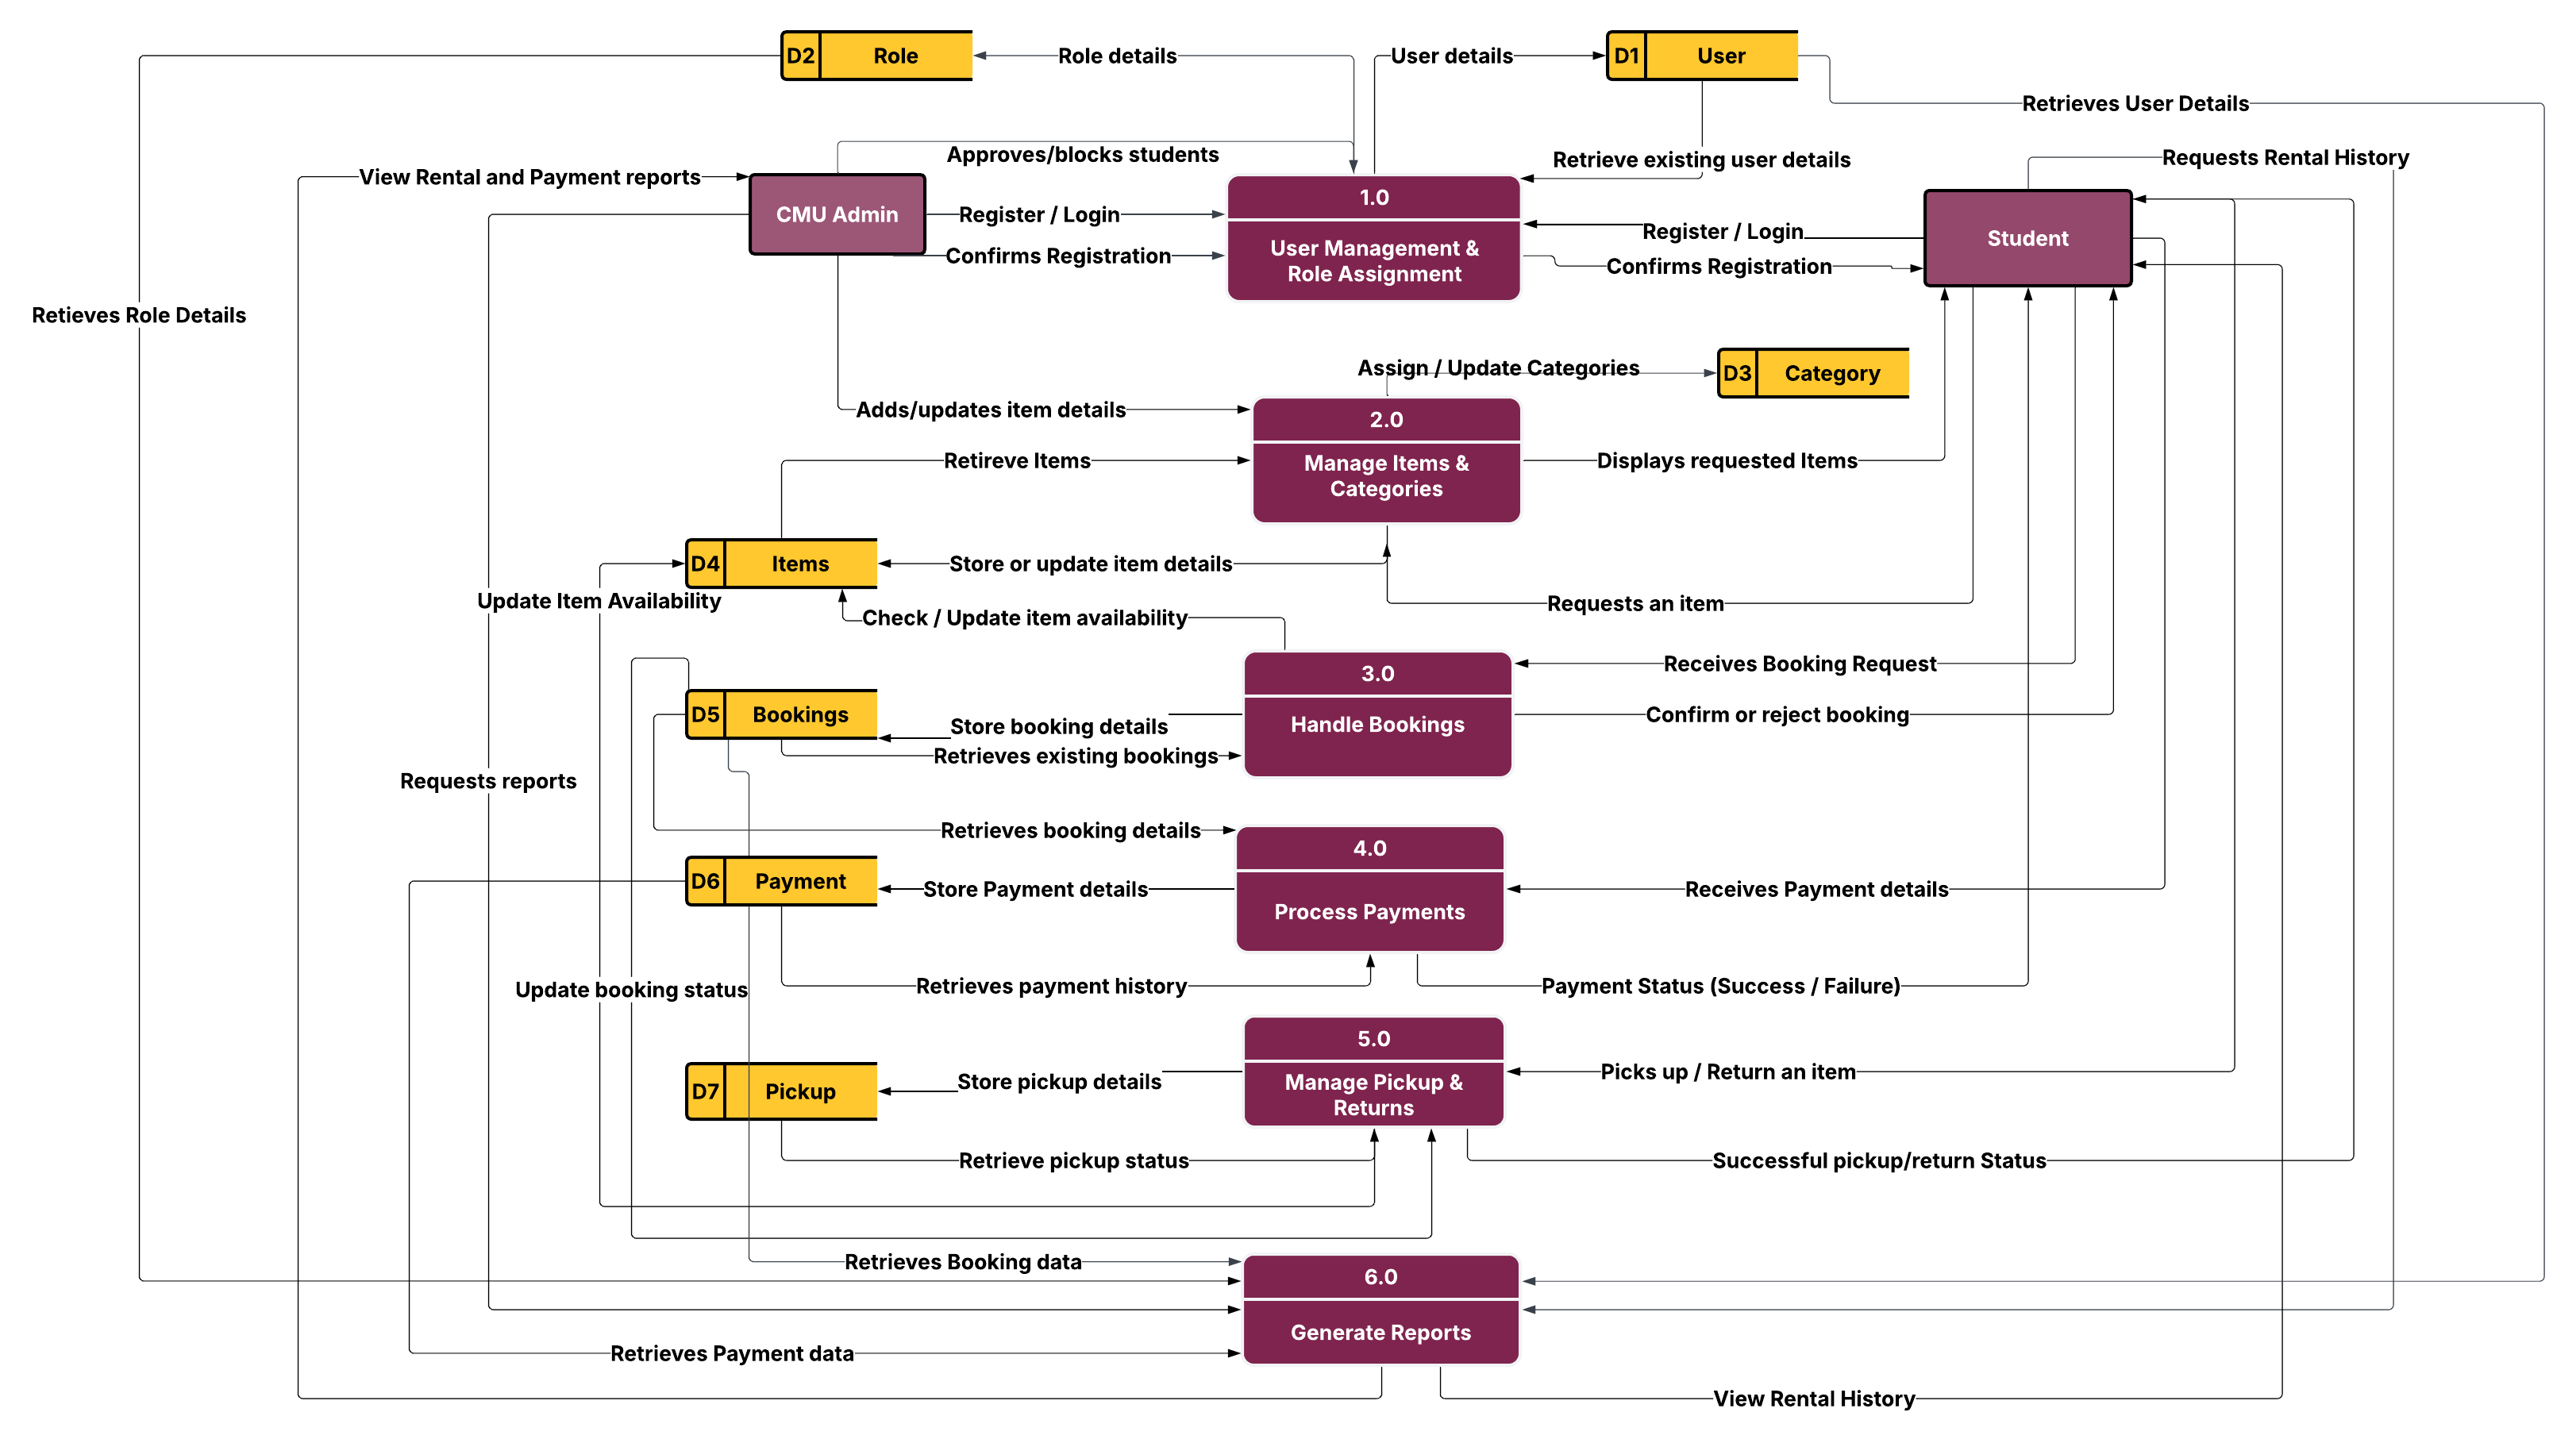 D2
Role
Role details
User details
D1
User
Retrieves User Details
Approves/blocks students
Retrieve existing user details
Requests Rental History
View Rental and Payment reports
CMU Admin
Register / Login
Confirms Registration
1.0
User Management &
Role Assignment
Register / Login
Confirms Registration
Student
Retieves Role Details
Assign / Update Categories
D3
Category
Adds/updates item details
2.0
Manage Items &
Categories
Retireve Items
Displays requested Items
D4
Items
Store or update item details
Update Item Availability
Requests an item
Check / Update item availability
3.0
Handle Bookings
Receives Booking Request
Confirm or reject booking
D5
Bookings
Store booking details
Retrieves existing bookings
Requests reports
Retrieves booking details
4.0
Process Payments
D6
Payment
Store Payment details
Receives Payment details
Update booking status
Retrieves payment history
Payment Status (Success / Failure)
5.0
Manage Pickup &
Returns
D7
Pickup
Store pickup details
Picks up / Return an item
Retrieve pickup status
Successful pickup/return Status
Retrieves Booking data
6.0
Generate Reports
Retrieves Payment data
View Rental History